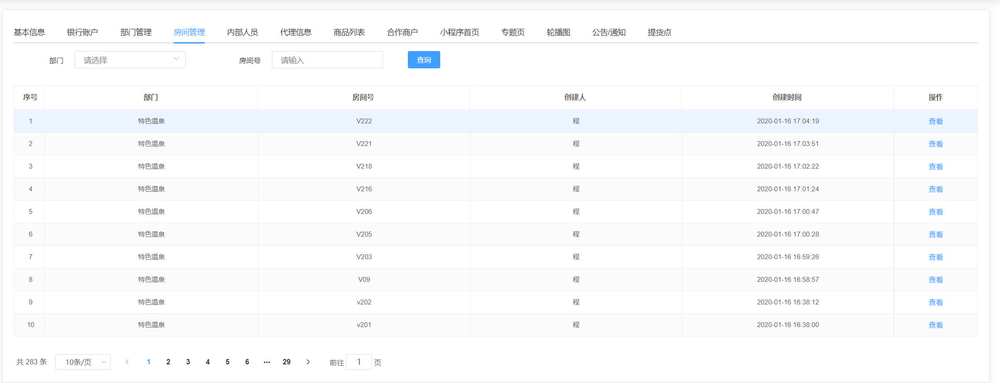 基本信息 银行账户 部门管理 房间管理 内部人员 代理信息 商品列表 合作商户 小程序首页 专题页 轮播图 公告/通知 提货点
部门 请选择 房间号 请输入 查询
序号 部门 房间号 创建人 创建时间 操作
1 特色温泉 V222 程 2020-01-16 17:04:19 查看
2 特色温泉 V221 程 2020-01-16 17:03:51 查看
3 特色温泉 V218 程 2020-01-16 17:02:22 查看
4 特色温泉 V216 程 2020-01-16 17:01:24 查看
5 特色温泉 V206 程 2020-01-16 17:00:47 查看
6 特色温泉 V205 程 2020-01-16 17:00:28 查看
7 特色温泉 V203 程 2020-01-16 16:59:26 查看
8 特色温泉 V09 程 2020-01-16 16:58:57 查看
9 特色温泉 v202 程 2020-01-16 16:38:12 查看
10 特色温泉 v201 程 2020-01-16 16:38:00 查看
共 283 条 10条/页 1 2 3 4 5 6 ••• 29 前往 1 页